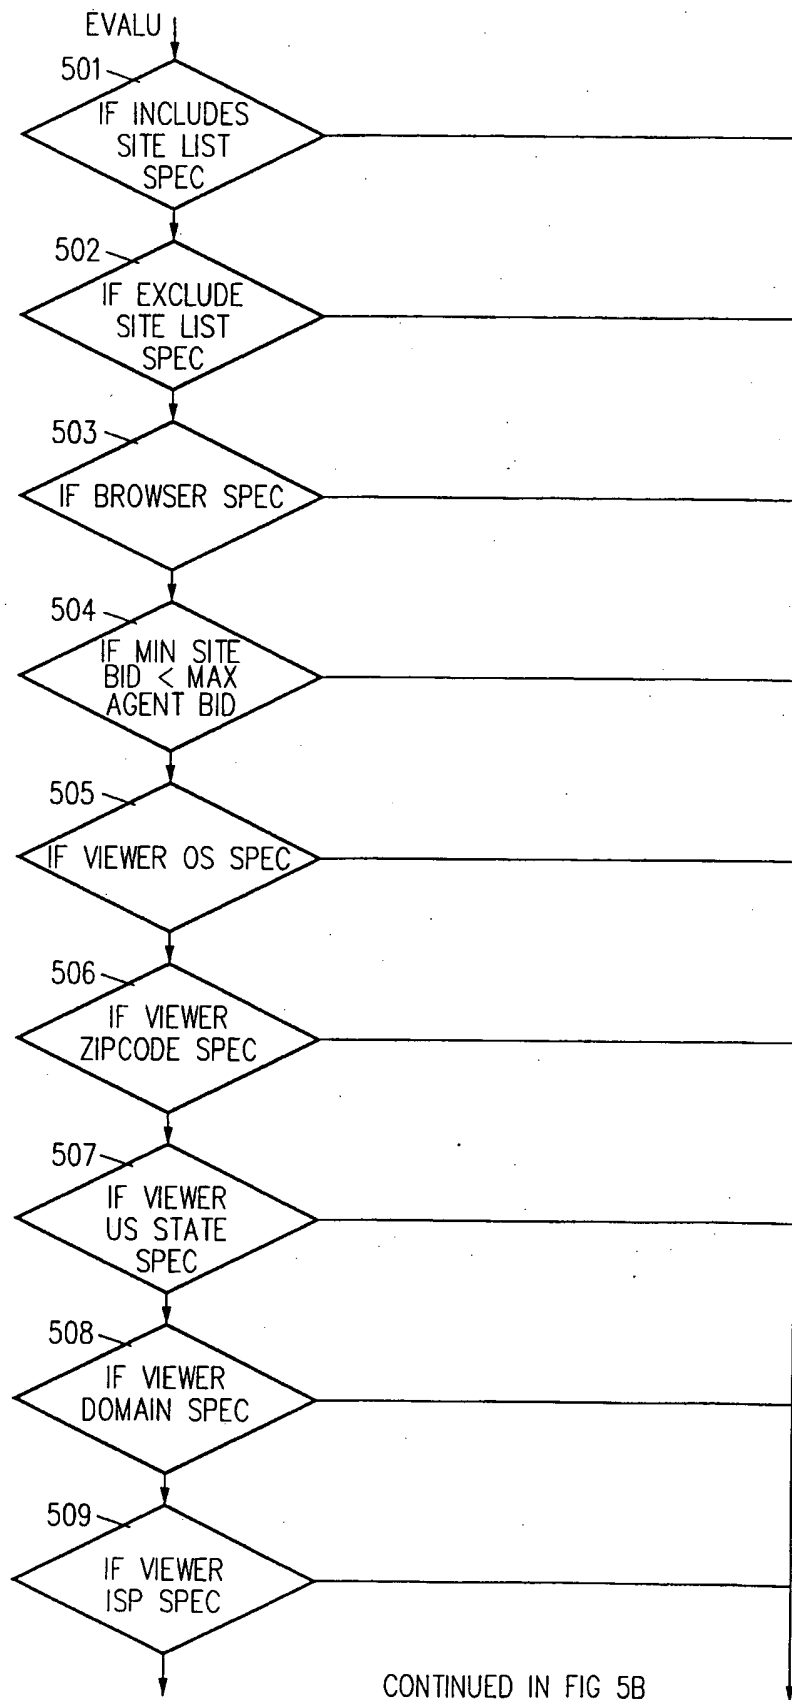 EVALU
501
IF INCLUDES
SITE LIST
SPEC
502
IF EXCLUDE
SITE LIST
SPEC
503
IF BROWSER SPEC
504
IF MIN SITE
BID < MAX
AGENT BID
505
IF VIEWER OS SPEC
506
IF VIEWER
ZIPCODE SPEC
507
IF VIEWER
US STATE
SPEC
508
IF VIEWER
DOMAIN SPEC
509
IF VIEWER
ISP SPEC
CONTINUED IN FIG 5B